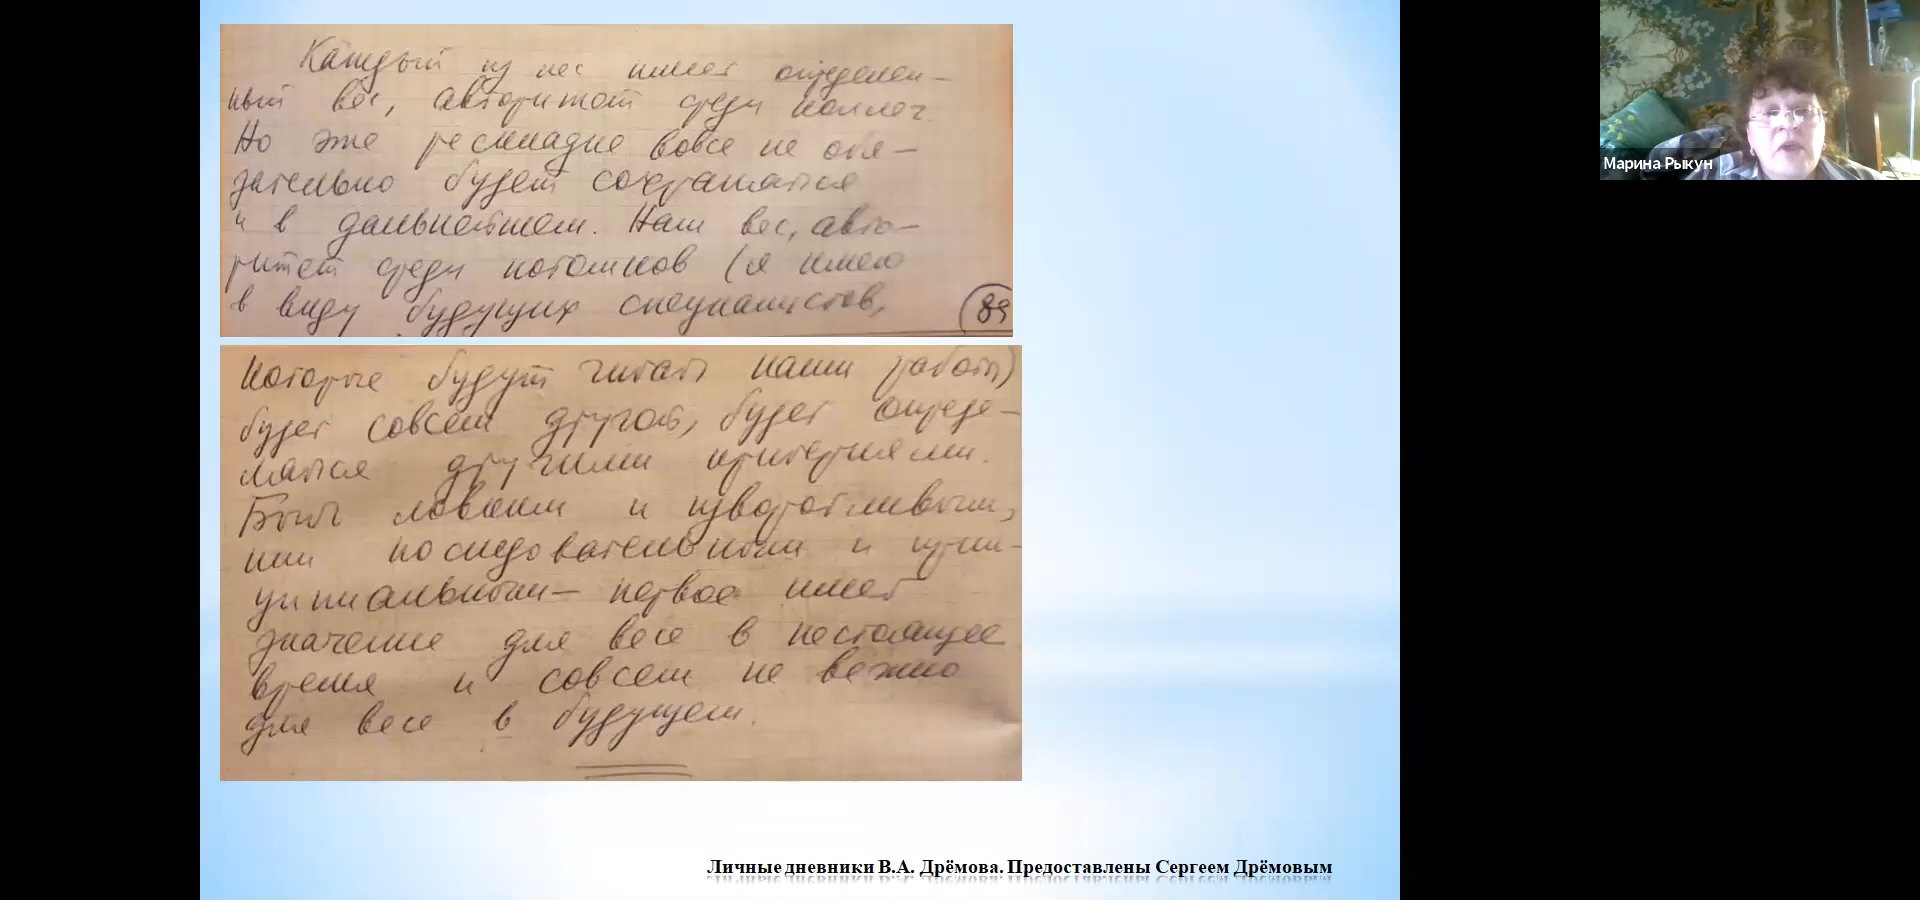 Каждый из нас имеет определен-
ный вес, авторитет среди коллег.
Но эта раскладка вовсе не обя-
зательно будет сохраняться
и в дальнейшем. Наш вес, авто-
ритет среди потомков (я имею
в виду будущих специалистов,
89
которые будут читать наши работы)
будет совсем другой, будет опреде-
ляться другими критериями.
Быть ловким и изворотливым,
или последовательным и прин-
ципиальным — первое имеет
значение для веса в настоящее
время и совсем не важно
для веса в будущем.
Личные дневники В.А. Дрёмова. Предоставлены Сергеем Дрёмовым
Марина Рыкун